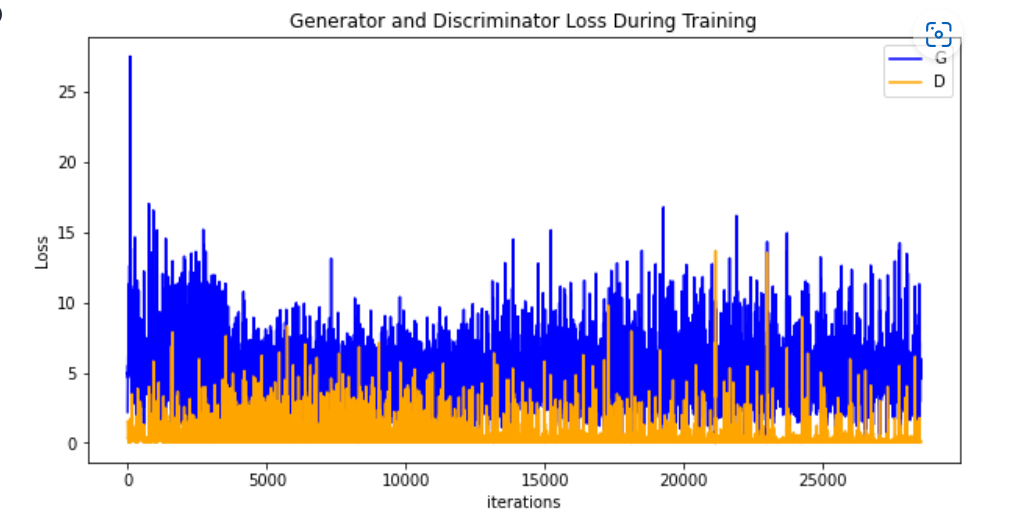 Generator and Discriminator Loss During Training
G
D
25
20
15
10
5
0
Loss
0 5000 10000 15000 20000 25000
iterations